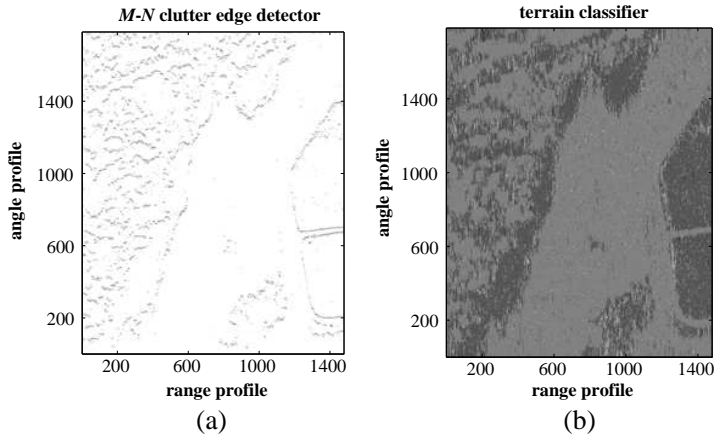 M-N clutter edge detector
angle profile
1400
1000
600
200
200 600 1000 1400
range profile
(a)
terrain classifier
angle profile
1400
1000
600
200
200 600 1000 1400
range profile
(b)